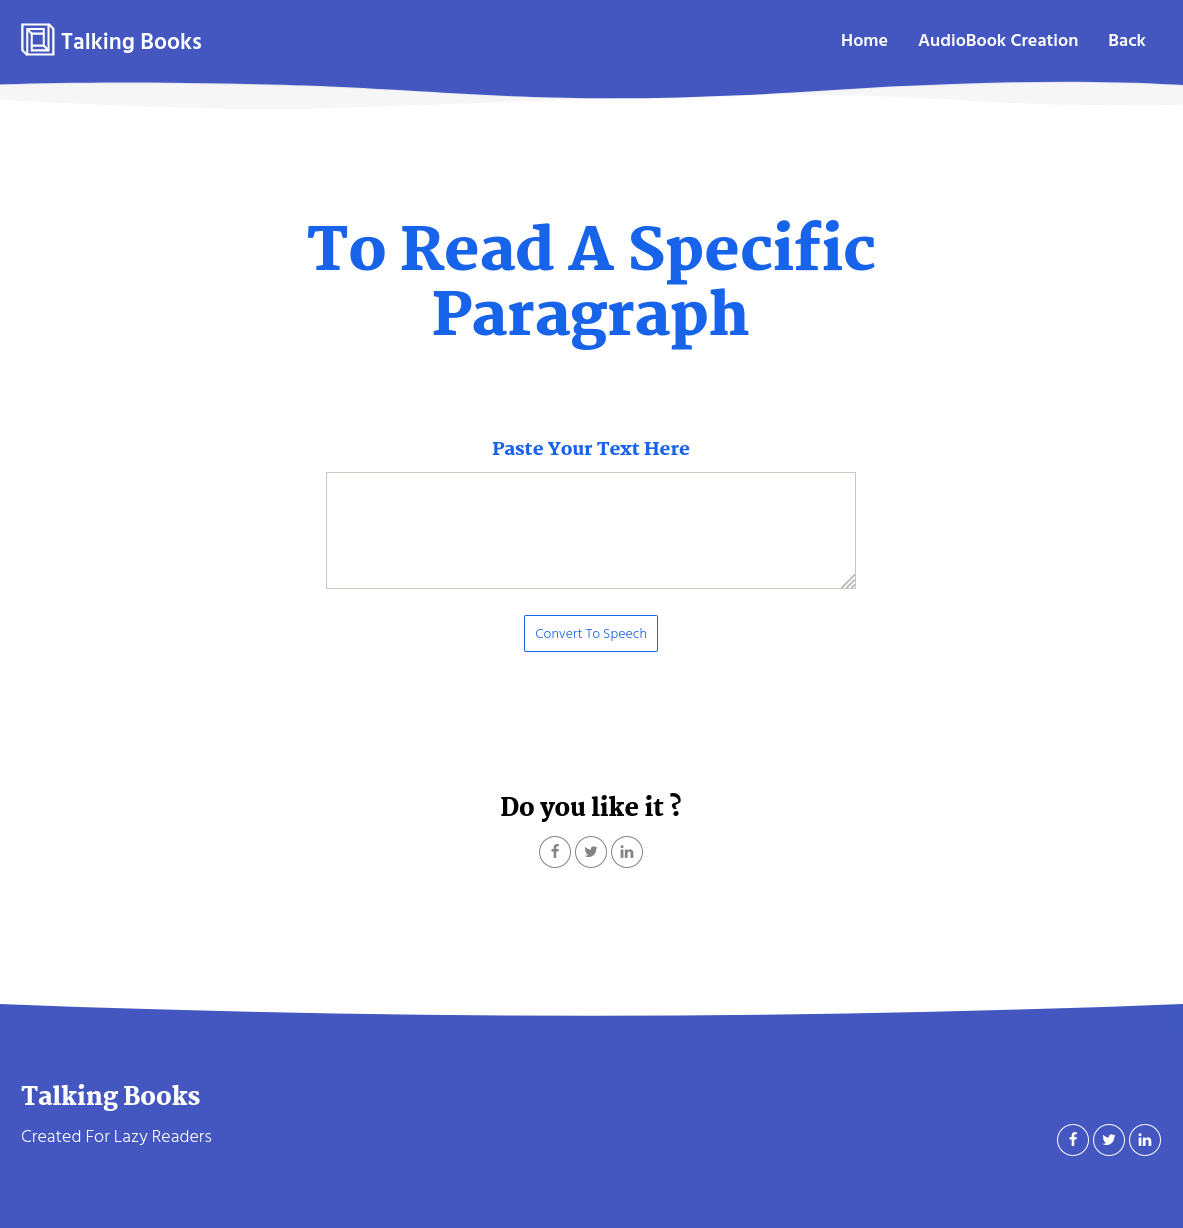 Talking Books
Home
AudioBook Creation
Back
To Read A Specific
Paragraph
Paste Your Text Here
Convert To Speech
Do you like it ?
Talking Books
Created For Lazy Readers